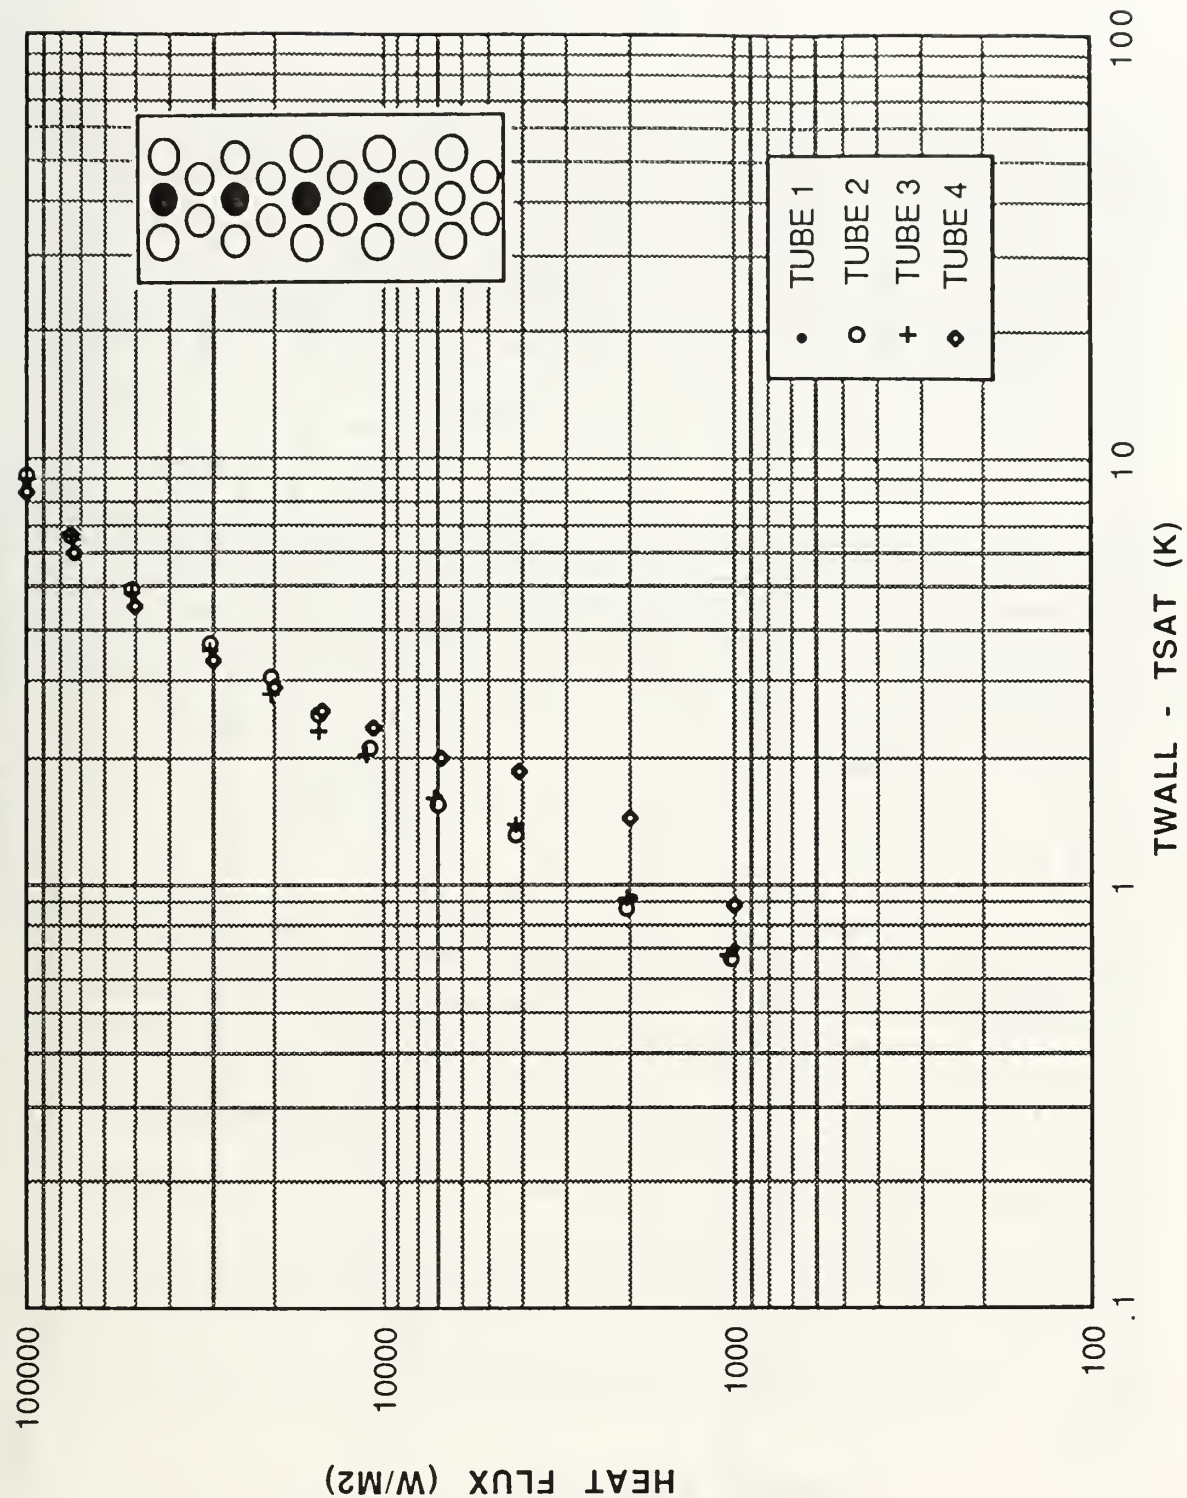 HEAT FLUX (W/M2)
100000
10000
1000
100
.1
1
10
100
TWALL - TSAT (K)
TUBE 1
TUBE 2
TUBE 3
TUBE 4